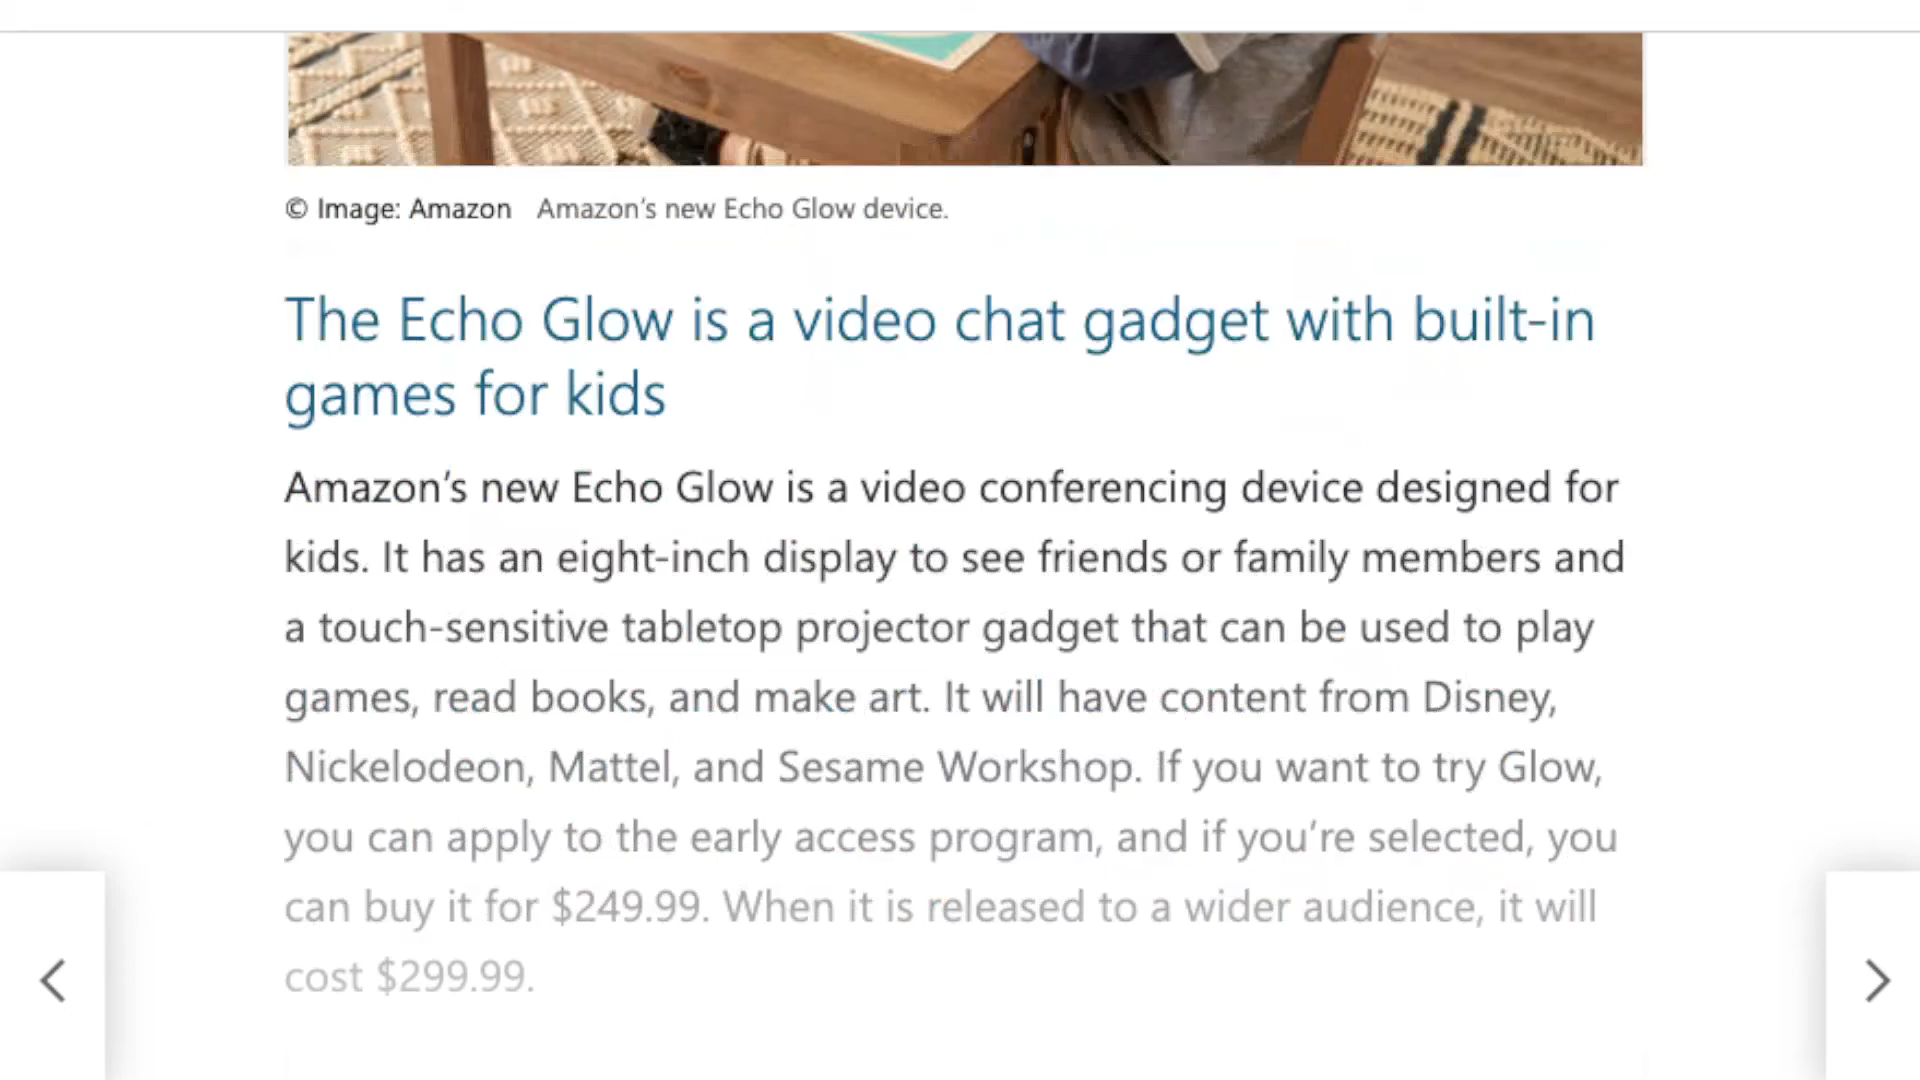 © Image: Amazon Amazon’s new Echo Glow device.
The Echo Glow is a video chat gadget with built-in
games for kids
Amazon’s new Echo Glow is a video conferencing device designed for
kids. It has an eight-inch display to see friends or family members and
a touch-sensitive tabletop projector gadget that can be used to play
games, read books, and make art. It will have content from Disney,
Nickelodeon, Mattel, and Sesame Workshop. If you want to try Glow,
you can apply to the early access program, and if you’re selected, you
can buy it for $249.99. When it is released to a wider audience, it will
cost $299.99.